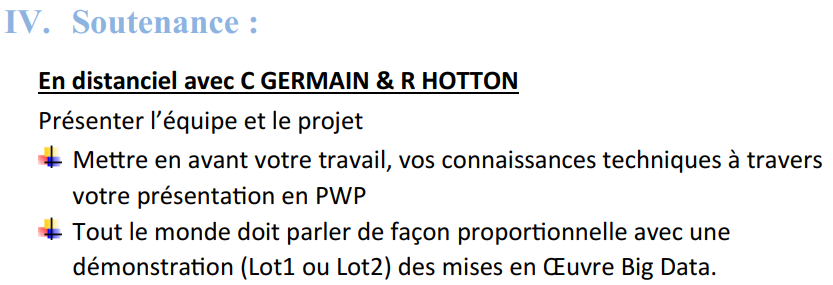 IV. Soutenance :
En distanciel avec C GERMAIN & R HOTTON
Présenter l’équipe et le projet
Mettre en avant votre travail, vos connaissances techniques à travers
votre présentation en PWP
Tout le monde doit parler de façon proportionnelle avec une
démonstration (Lot1 ou Lot2) des mises en Œuvre Big Data.